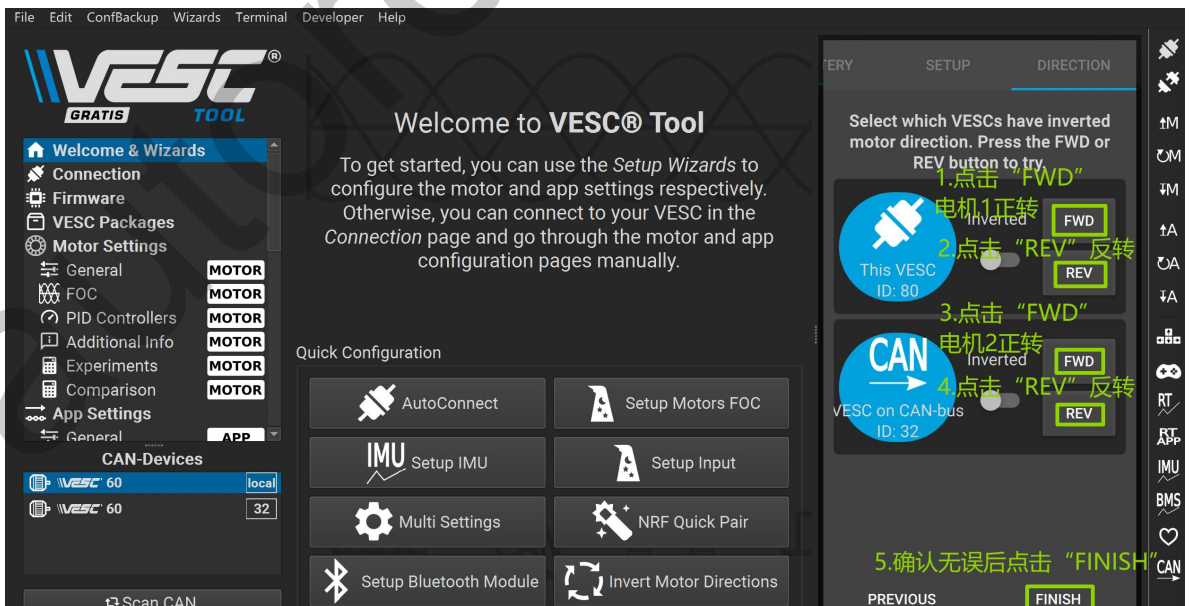 File Edit ConfBackup Wizards Terminal Developer Help
VESC®
GRATIS TOOL
Welcome & Wizards
Connection
Firmware
VESC Packages
Motor Settings
General MOTOR
FOC MOTOR
PID Controllers MOTOR
Additional Info MOTOR
Experiments MOTOR
Comparison MOTOR
App Settings
General APP
CAN-Devices
VESC 60 local
VESC 60 32
Scan CAN
Welcome to VESC® Tool
To get started, you can use the Setup Wizards to
configure the motor and app settings respectively.
Otherwise, you can connect to your VESC in the
Connection page and go through the motor and app
configuration pages manually.
Quick Configuration
AutoConnect
Setup Motors FOC
IMU Setup IMU
Setup Input
Multi Settings
NRF Quick Pair
Setup Bluetooth Module
Invert Motor Directions
TERY SETUP DIRECTION
Select which VESCs have inverted
motor direction. Press the FWD or
REV button to try.
1.点击“FWD”
电机1正转
Inverted
FWD
2.点击“REV”反转
REV
This VESC
ID: 80
3.点击“FWD”
电机2正转
CAN
Inverted
FWD
4.点击“REV”反转
REV
VESC on CAN-bus
ID: 32
5.确认无误后点击“FINISH”
PREVIOUS FINISH
M
M
M
A
A
A
RT
RT
APP
IMU
BMS
CAN